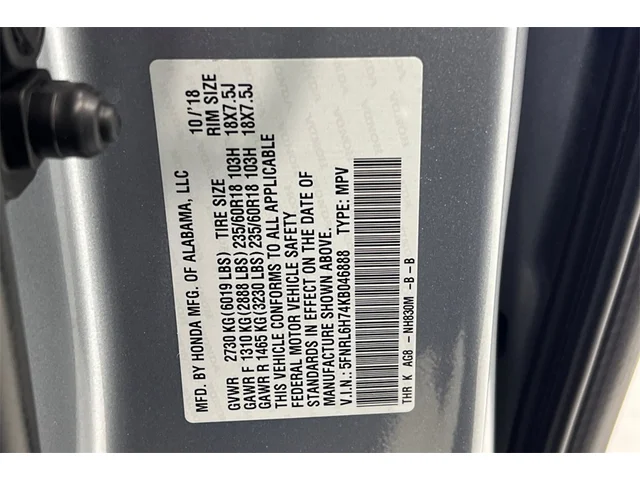 MFD. BY HONDA MFG. OF ALABAMA, LLC 10/'18
GVWR 2730 KG (6019 LBS) TIRE SIZE RIM SIZE
GAWR F 1310 KG (2888 LBS) 235/60R18 103H 18X7.5J
GAWR R 1465 KG (3230 LBS) 235/60R18 103H 18X7.5J
THIS VEHICLE CONFORMS TO ALL APPLICABLE
FEDERAL MOTOR VEHICLE SAFETY
STANDARDS IN EFFECT ON THE DATE OF
MANUFACTURE SHOWN ABOVE.
V.I.N.: 5FNRL6H74KB046888 TYPE: MPV
THR K AG8 - NH830M -B -B